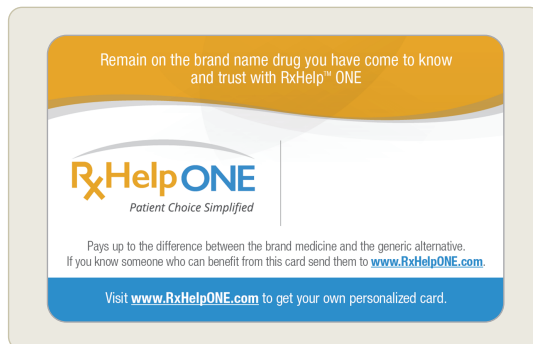 Remain on the brand name drug you have come to know
and trust with RxHelp™ ONE
RxHelpONE
Patient Choice Simplified
Pays up to the difference between the brand medicine and the generic alternative.
If you know someone who can benefit from this card send them to www.RxHelpONE.com.
Visit www.RxHelpONE.com to get your own personalized card.